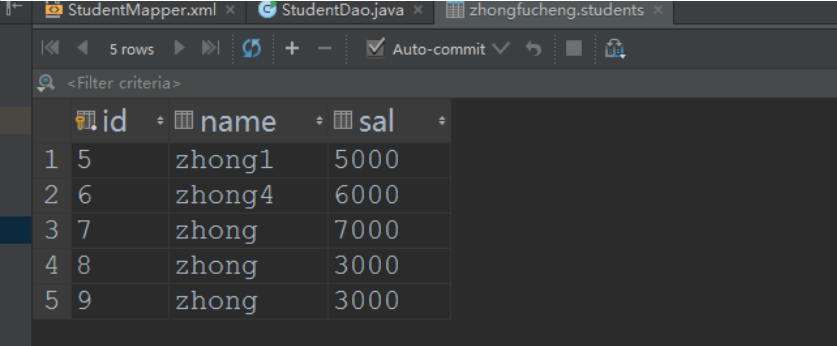 StudentMapper.xml × StudentDao.java × zhongfucheng.students ×
5 rows Auto-commit
<Filter criteria>
id name sal
1 5 zhong1 5000
2 6 zhong4 6000
3 7 zhong 7000
4 8 zhong 3000
5 9 zhong 3000